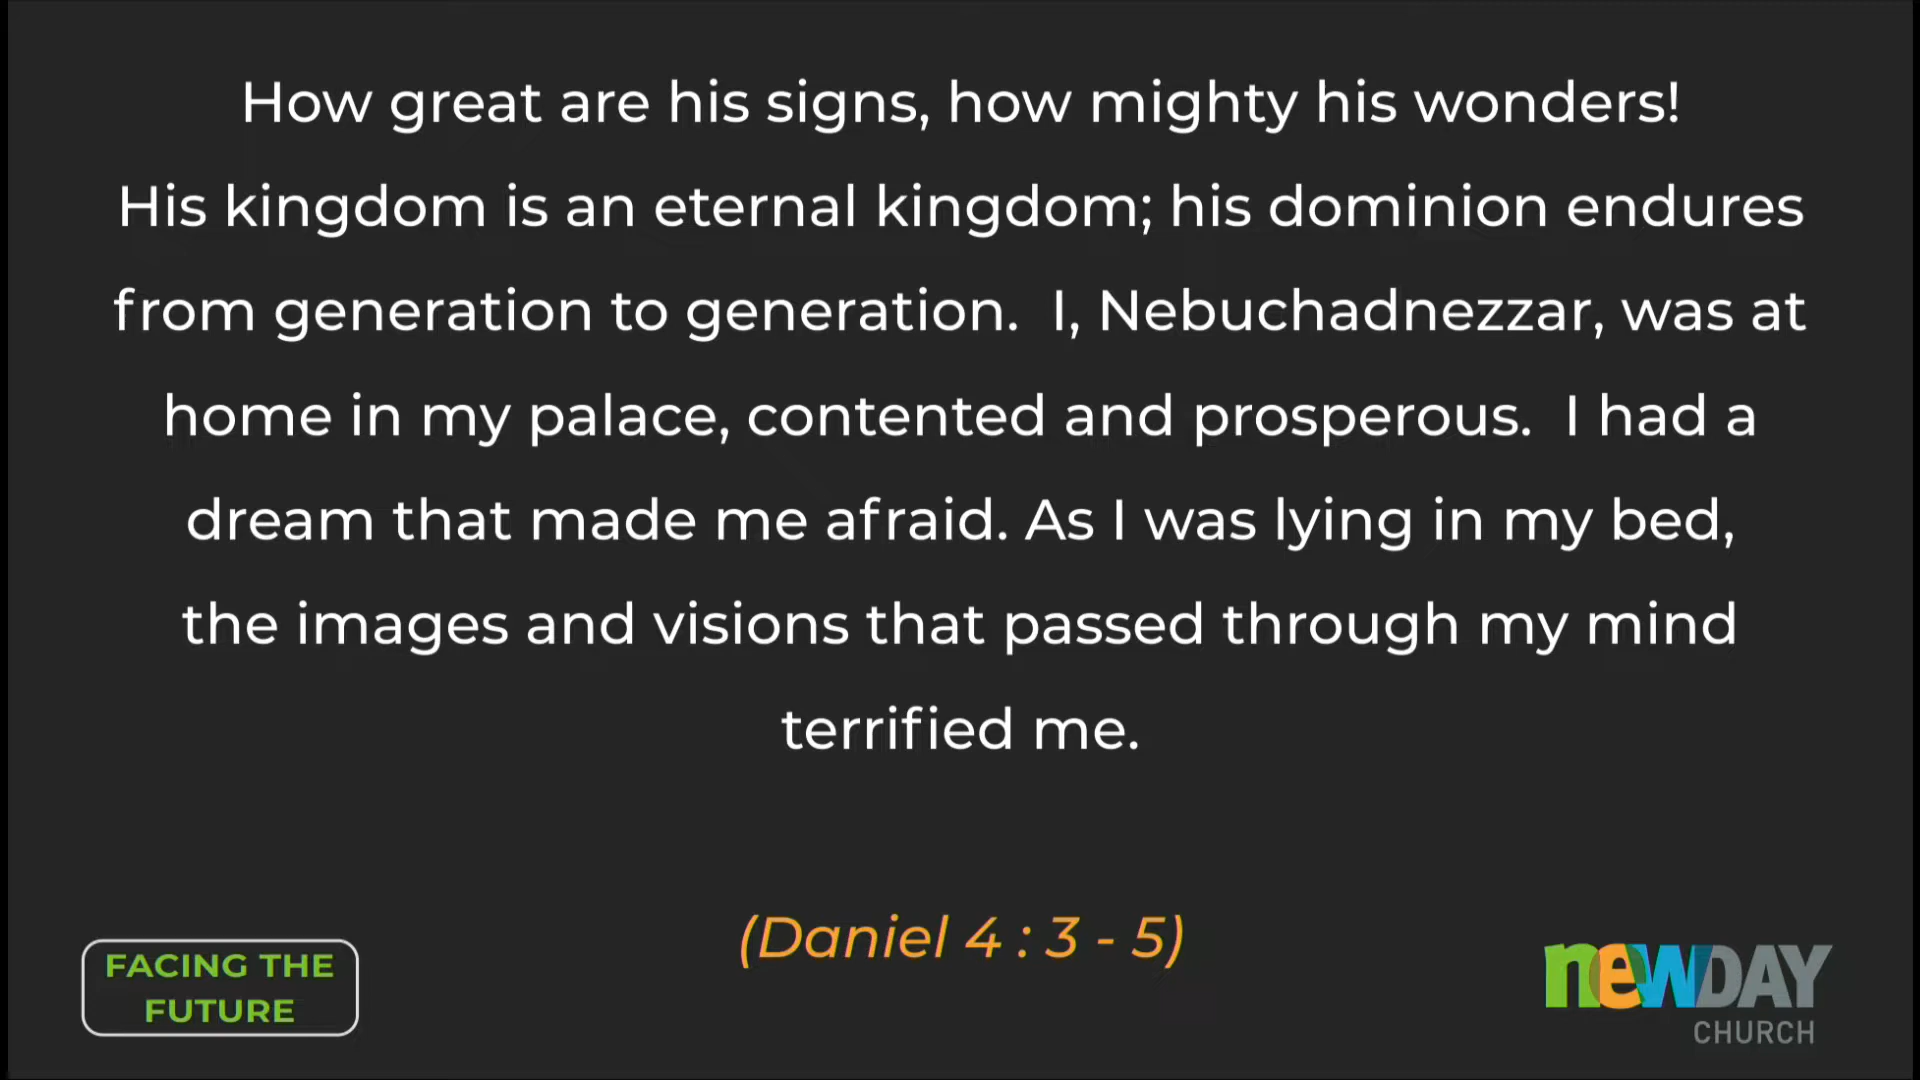 How great are his signs, how mighty his wonders!
His kingdom is an eternal kingdom; his dominion endures
from generation to generation.  I, Nebuchadnezzar, was at
home in my palace, contented and prosperous.  I had a
dream that made me afraid. As I was lying in my bed,
the images and visions that passed through my mind
terrified me.
(Daniel 4 : 3 - 5)
FACING THE
FUTURE
newDAY
CHURCH